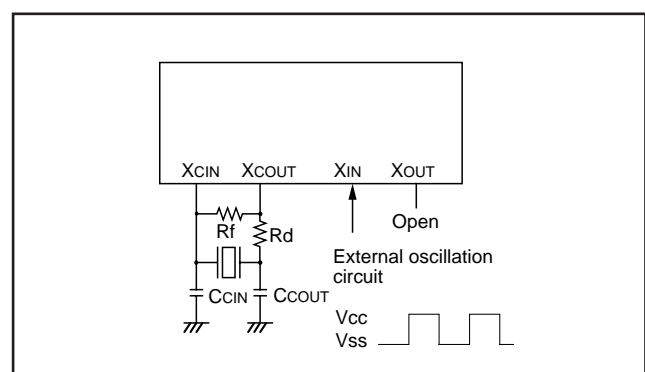 XCIN XCOUT XIN XOUT
Rf
Rd
Open
External oscillation
circuit
CCIN
CCOUT
Vcc
Vss